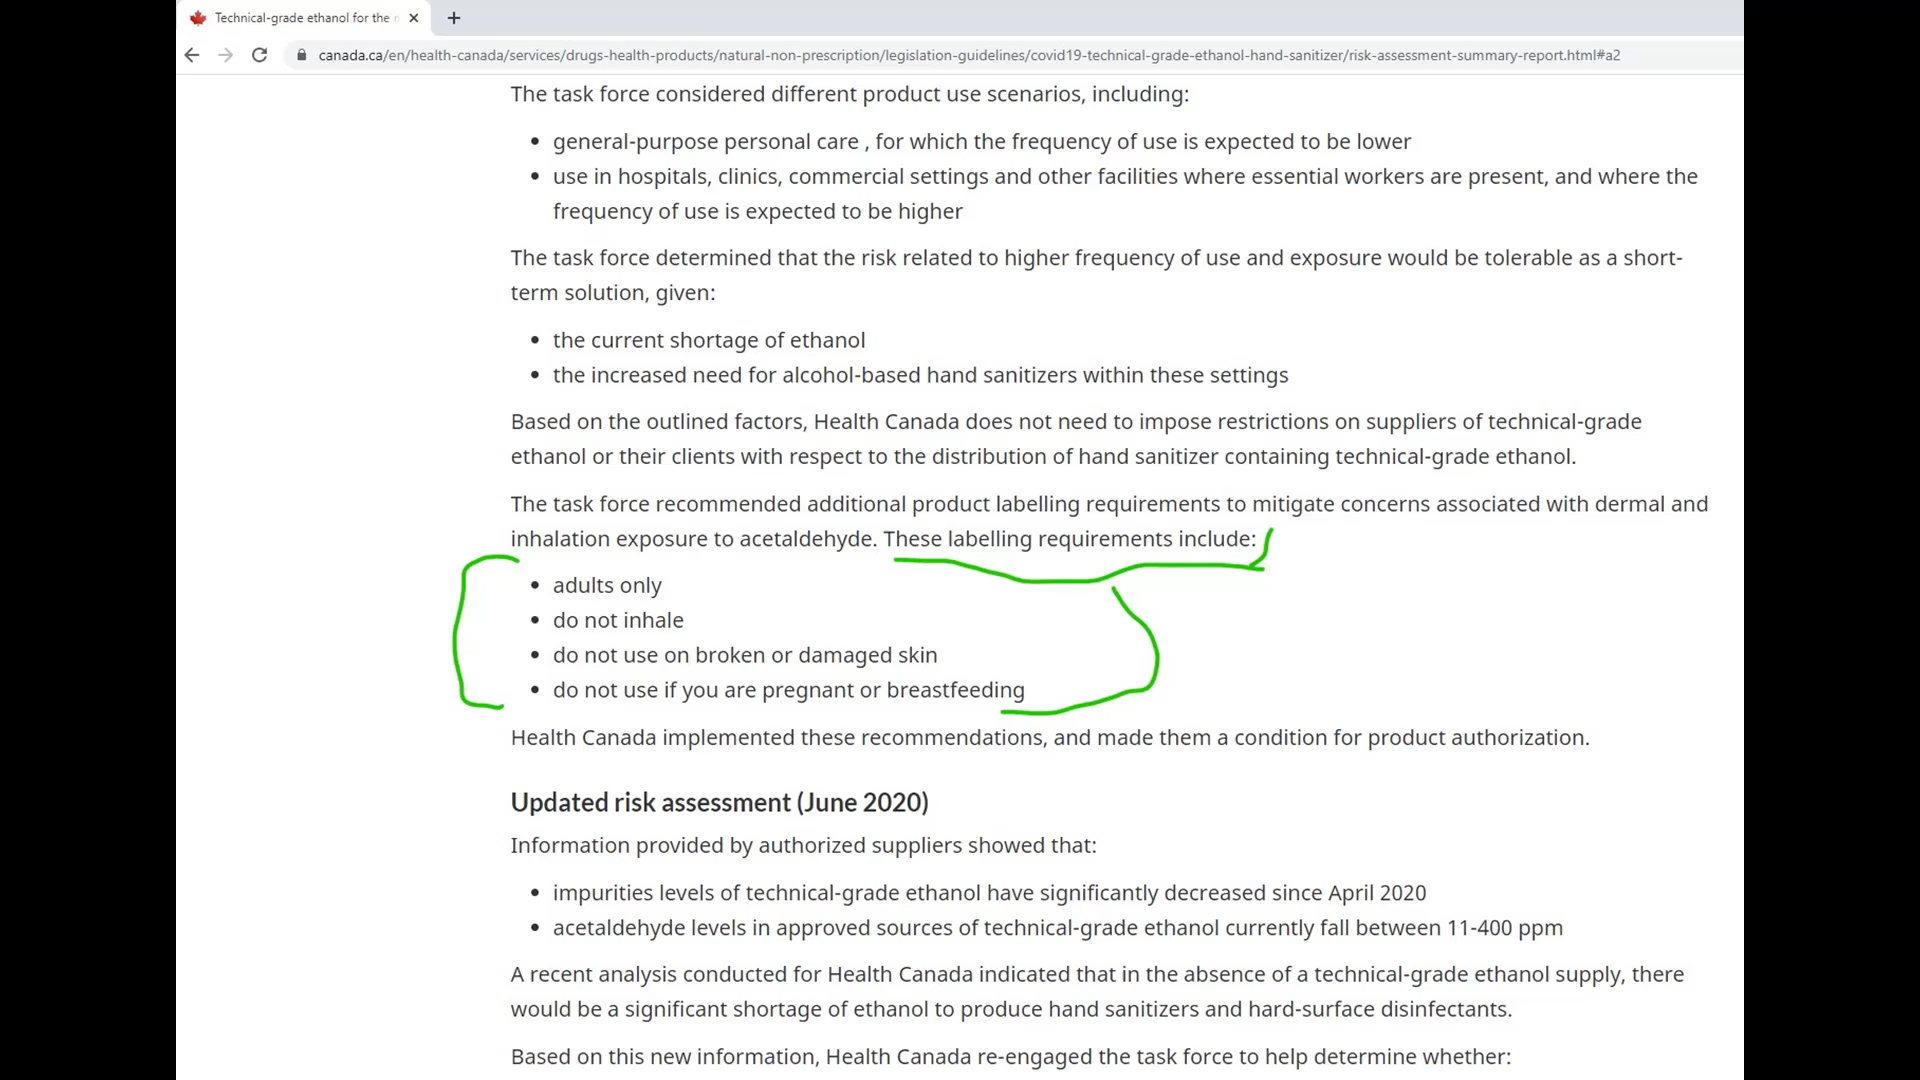 Technical-grade ethanol for the
canada.ca/en/health-canada/services/drugs-health-products/natural-non-prescription/legislation-guidelines/covid19-technical-grade-ethanol-hand-sanitizer/risk-assessment-summary-report.html#a2
The task force considered different product use scenarios, including:
general-purpose personal care , for which the frequency of use is expected to be lower
use in hospitals, clinics, commercial settings and other facilities where essential workers are present, and where the
frequency of use is expected to be higher
The task force determined that the risk related to higher frequency of use and exposure would be tolerable as a short-
term solution, given:
the current shortage of ethanol
the increased need for alcohol-based hand sanitizers within these settings
Based on the outlined factors, Health Canada does not need to impose restrictions on suppliers of technical-grade
ethanol or their clients with respect to the distribution of hand sanitizer containing technical-grade ethanol.
The task force recommended additional product labelling requirements to mitigate concerns associated with dermal and
inhalation exposure to acetaldehyde. These labelling requirements include:
adults only
do not inhale
do not use on broken or damaged skin
do not use if you are pregnant or breastfeeding
Health Canada implemented these recommendations, and made them a condition for product authorization.
Updated risk assessment (June 2020)
Information provided by authorized suppliers showed that:
impurities levels of technical-grade ethanol have significantly decreased since April 2020
acetaldehyde levels in approved sources of technical-grade ethanol currently fall between 11-400 ppm
A recent analysis conducted for Health Canada indicated that in the absence of a technical-grade ethanol supply, there
would be a significant shortage of ethanol to produce hand sanitizers and hard-surface disinfectants.
Based on this new information, Health Canada re-engaged the task force to help determine whether: